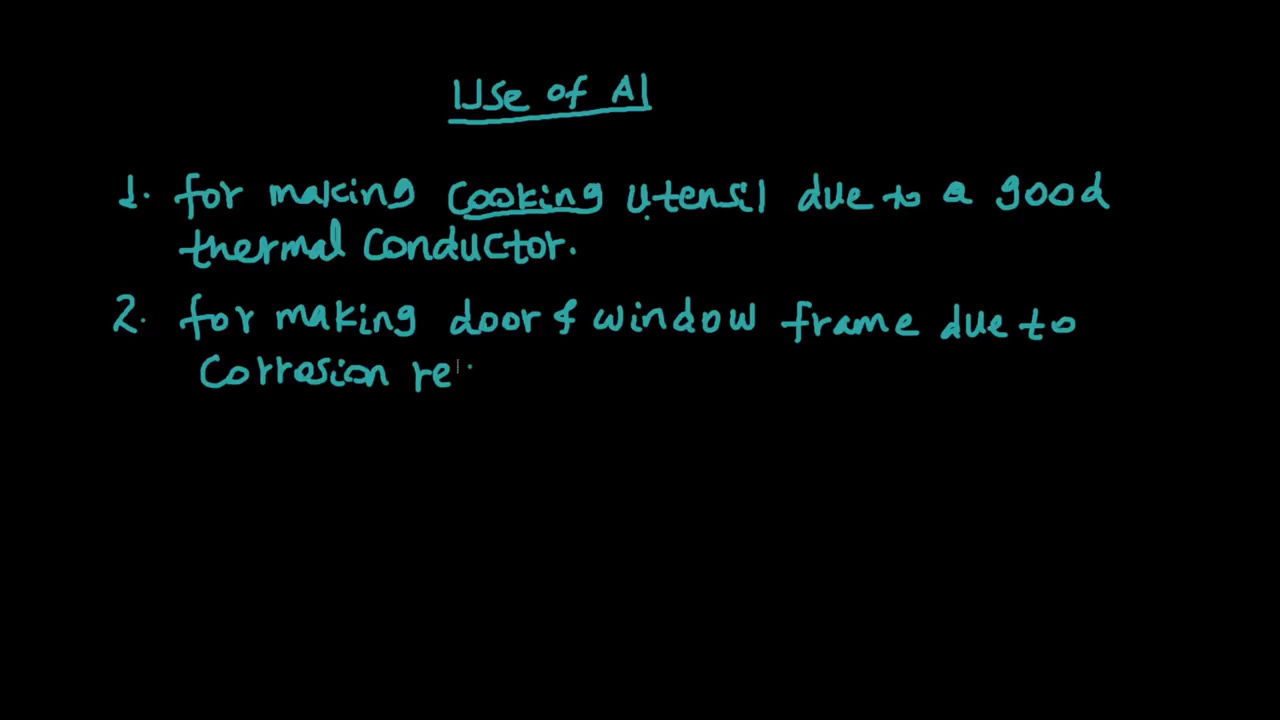 Use of Al
1. for making cooking utensil due to a good
thermal conductor.
2. for making door & window frame due to
Corrosion re